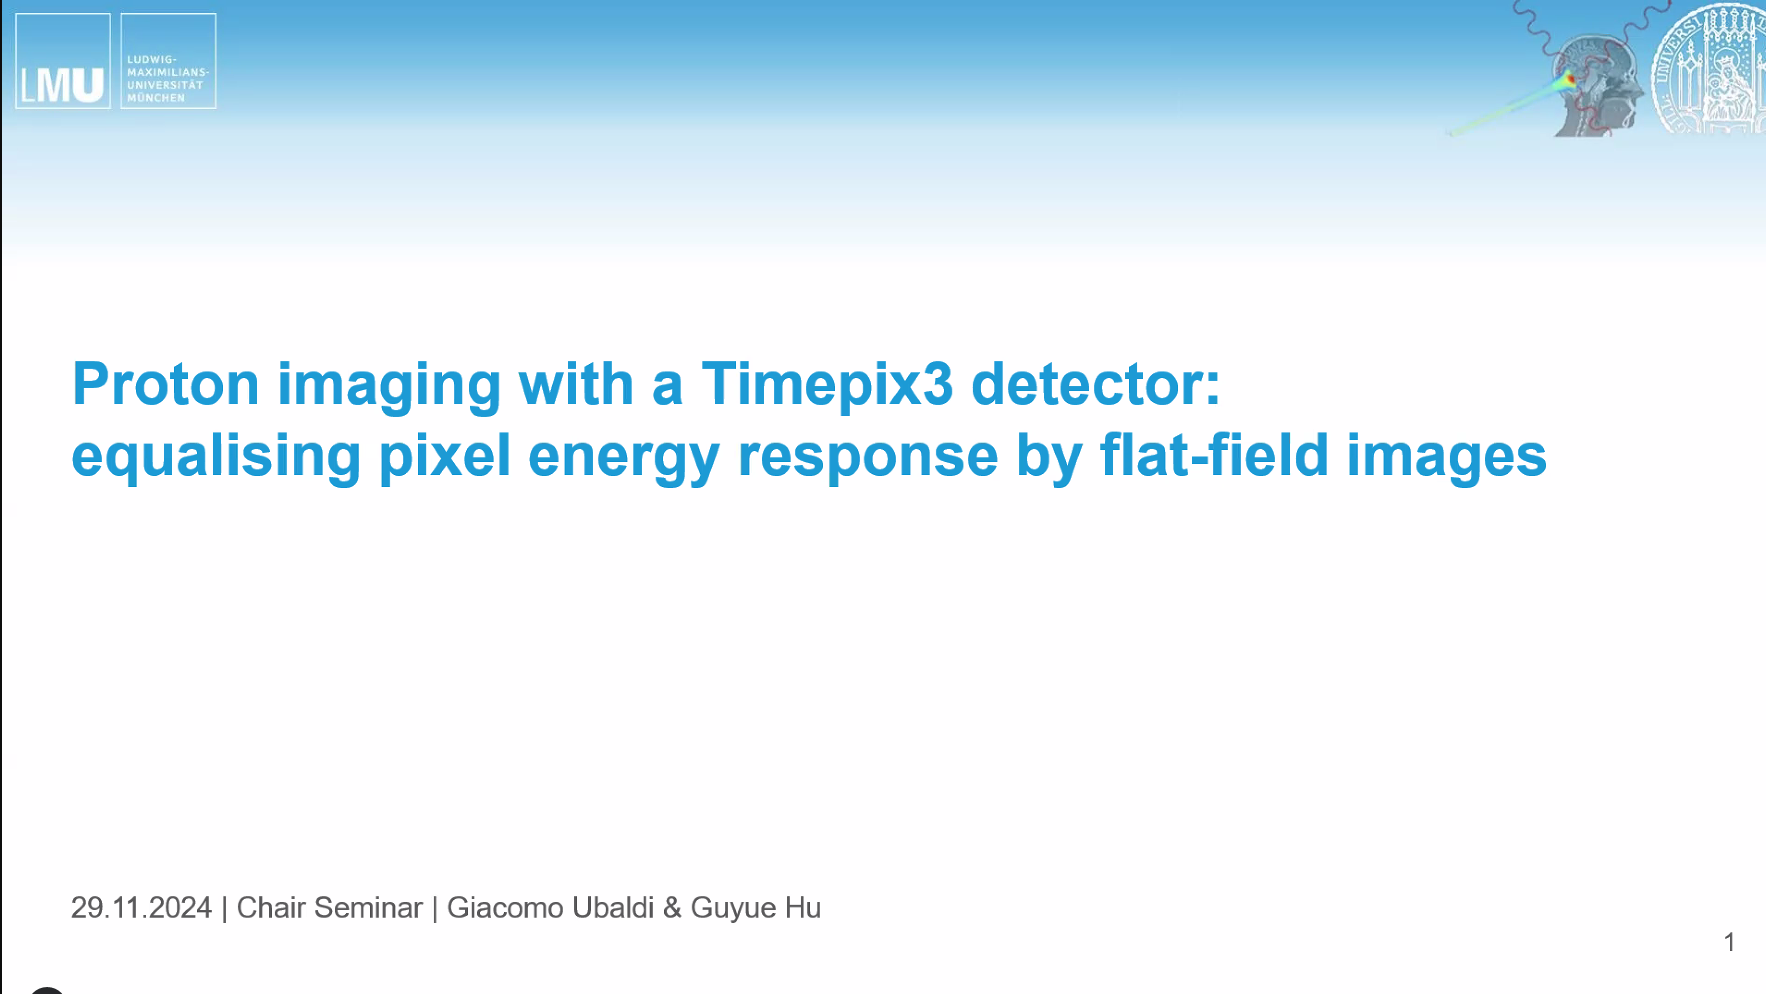 LMU
LUDWIG-
MAXIMILIANS-
UNIVERSITÄT
MÜNCHEN
Proton imaging with a Timepix3 detector:
equalising pixel energy response by flat-field images
29.11.2024 | Chair Seminar | Giacomo Ubaldi & Guyue Hu
1